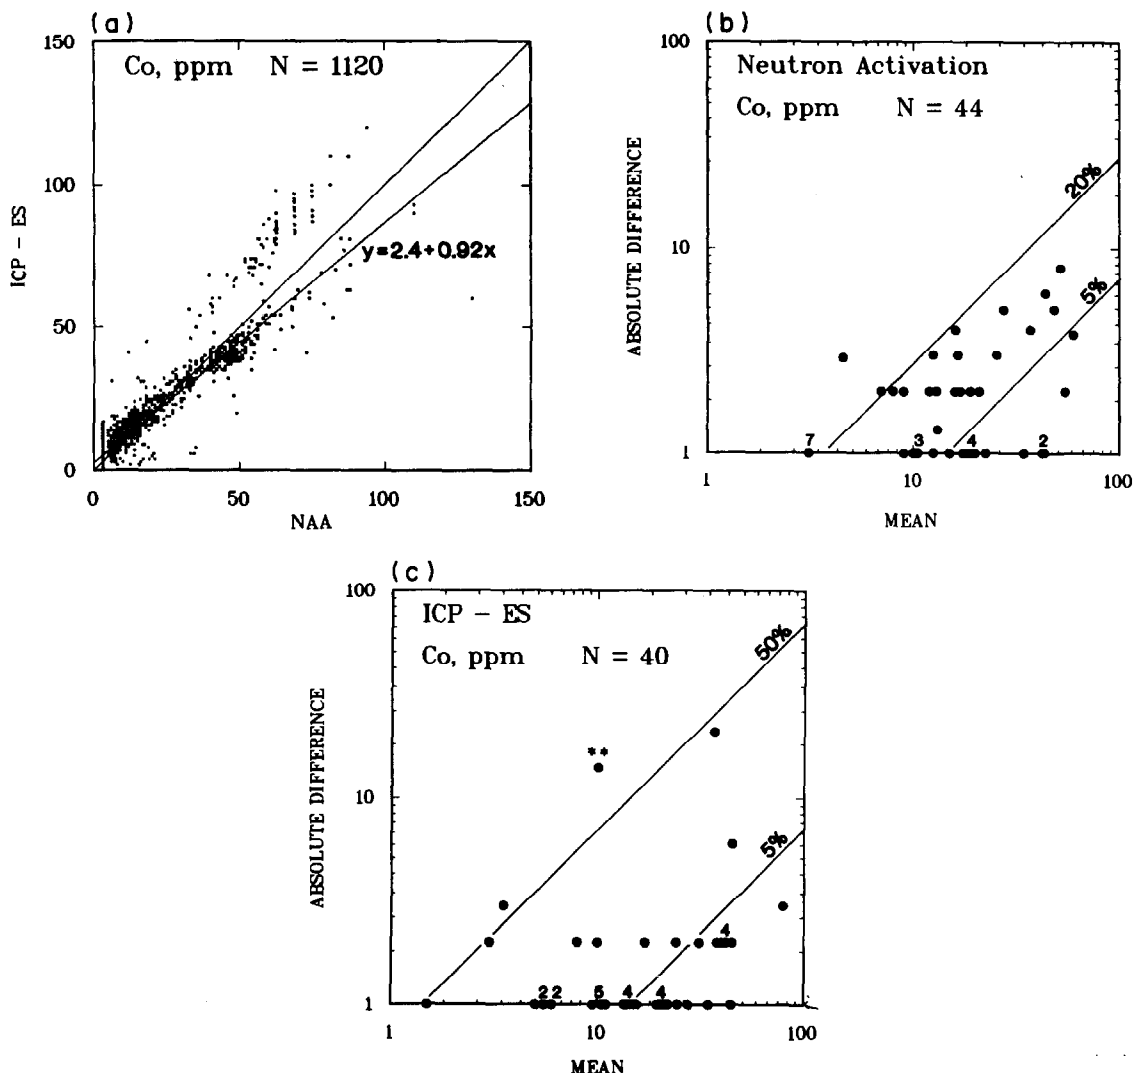 (a)
150
Co, ppm N = 1120
100
ICP - ES
y=2.4+0.92x
50
0
0 50 100 150
NAA
(b)
100
Neutron Activation
Co, ppm N = 44
ABSOLUTE DIFFERENCE
20%
10
5%
7 3 4 2
1
1 10 100
MEAN
(c)
100
ICP - ES
Co, ppm N = 40
50%
ABSOLUTE DIFFERENCE
**
10
5%
4
2 2 5 4 4
1
1 10 100
MEAN